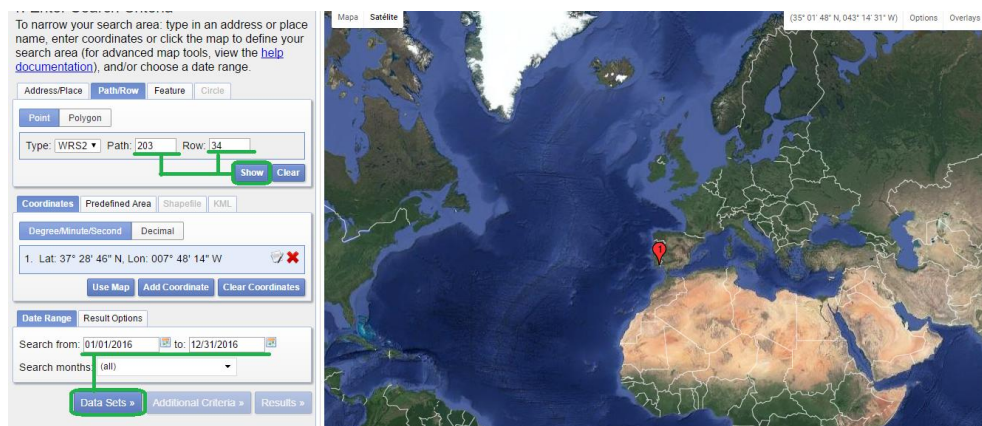 To narrow your search area: type in an address or place
name, enter coordinates or click the map to define your
search area (for advanced map tools, view the help
documentation), and/or choose a date range.
Address/Place Path/Row Feature Circle
Point Polygon
Type: WRS2 Path: 203 Row: 34
Show Clear
Coordinates Predefined Area Shapefile KML
Degree/Minute/Second Decimal
1. Lat: 37° 28' 46" N, Lon: 007° 48' 14" W
Use Map Add Coordinate Clear Coordinates
Date Range Result Options
Search from: 01/01/2016 to: 12/31/2016
Search months: (all)
Data Sets » Additional Criteria » Results »
Mapa Satélite
(35° 01' 48" N, 043° 14' 31" W) Options Overlays
1